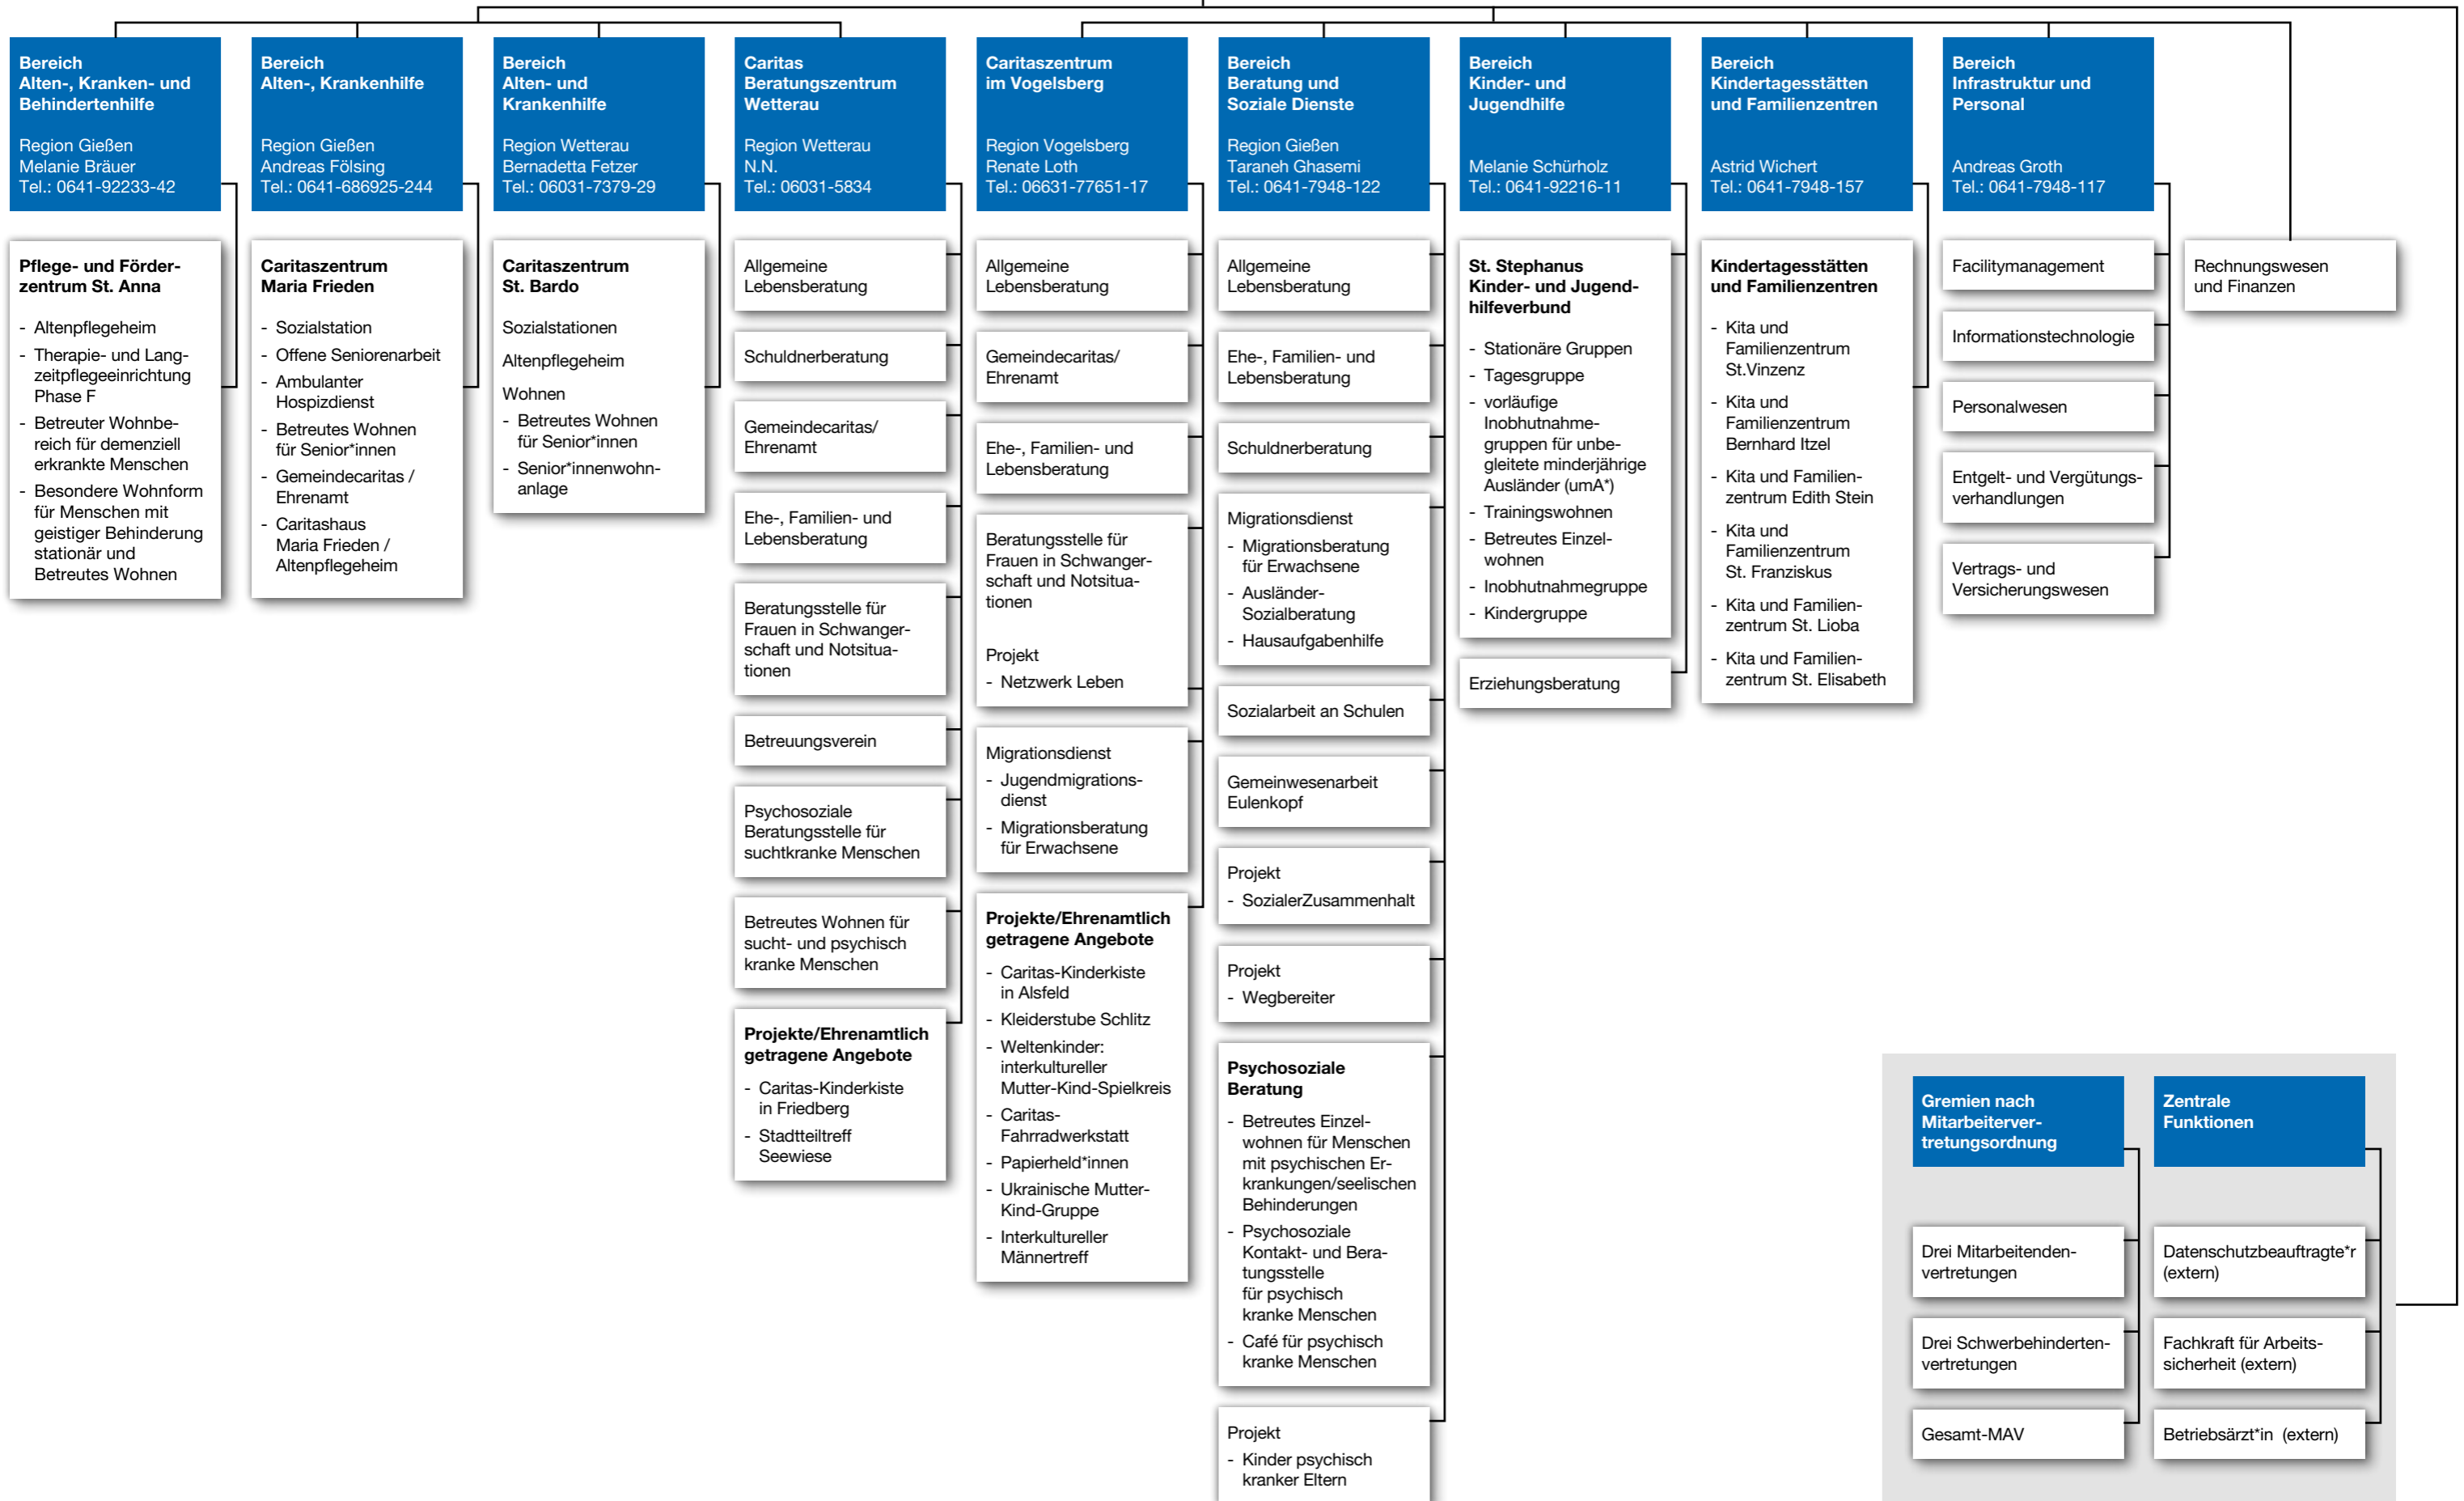 Bereich
Alten-, Kranken- und
Behindertenhilfe
Region Gießen
Melanie Bräuer
Tel.: 0641-92233-42
Pflege- und Förder-
zentrum St. Anna
- Altenpflegeheim
- Therapie- und Lang-
zeitpflegeeinrichtung
Phase F
- Betreuter Wohnbe-
reich für demenziell
erkrankte Menschen
- Besondere Wohnform
für Menschen mit
geistiger Behinderung
stationär und
Betreutes Wohnen
Bereich
Alten-, Krankenhilfe
Region Gießen
Andreas Fölsing
Tel.: 0641-686925-244
Caritaszentrum
Maria Frieden
- Sozialstation
- Offene Seniorenarbeit
- Ambulanter
Hospizdienst
- Betreutes Wohnen
für Senior*innen
- Gemeindecaritas /
Ehrenamt
- Caritashaus
Maria Frieden /
Altenpflegeheim
Bereich
Alten- und
Krankenhilfe
Region Wetterau
Bernadetta Fetzer
Tel.: 06031-7379-29
Caritaszentrum
St. Bardo
Sozialstationen
Altenpflegeheim
Wohnen
- Betreutes Wohnen
für Senior*innen
- Senior*innenwohn-
anlage
Caritas
Beratungszentrum
Wetterau
Region Wetterau
N.N.
Tel.: 06031-5834
Allgemeine
Lebensberatung
Schuldnerberatung
Gemeindecaritas/
Ehrenamt
Ehe-, Familien- und
Lebensberatung
Beratungsstelle für
Frauen in Schwanger-
schaft und Notsitua-
tionen
Betreuungsverein
Psychosoziale
Beratungsstelle für
suchtkranke Menschen
Betreutes Wohnen für
sucht- und psychisch
kranke Menschen
Projekte/Ehrenamtlich
getragene Angebote
- Caritas-Kinderkiste
in Friedberg
- Stadtteiltreff
Seewiese
Caritaszentrum
im Vogelsberg
Region Vogelsberg
Renate Loth
Tel.: 06631-77651-17
Allgemeine
Lebensberatung
Gemeindecaritas/
Ehrenamt
Ehe-, Familien- und
Lebensberatung
Beratungsstelle für
Frauen in Schwanger-
schaft und Notsitua-
tionen
Projekt
- Netzwerk Leben
Migrationsdienst
- Jugendmigrations-
dienst
- Migrationsberatung
für Erwachsene
Projekte/Ehrenamtlich
getragene Angebote
- Caritas-Kinderkiste
in Alsfeld
- Kleiderstube Schlitz
- Weltenkinder:
interkultureller
Mutter-Kind-Spielkreis
- Caritas-
Fahrradwerkstatt
- Papierheld*innen
- Ukrainische Mutter-
Kind-Gruppe
- Interkultureller
Männertreff
Bereich
Beratung und
Soziale Dienste
Region Gießen
Taraneh Ghasemi
Tel.: 0641-7948-122
Allgemeine
Lebensberatung
Ehe-, Familien- und
Lebensberatung
Schuldnerberatung
Migrationsdienst
- Migrationsberatung
für Erwachsene
- Ausländer-
Sozialberatung
- Hausaufgabenhilfe
Sozialarbeit an Schulen
Gemeinwesenarbeit
Eulenkopf
Projekt
- SozialerZusammenhalt
Projekt
- Wegbereiter
Psychosoziale
Beratung
- Betreutes Einzel-
wohnen für Menschen
mit psychischen Er-
krankungen/seelischen
Behinderungen
- Psychosoziale
Kontakt- und Bera-
tungsstelle
für psychisch
kranke Menschen
- Café für psychisch
kranke Menschen
Projekt
- Kinder psychisch
kranker Eltern
Bereich
Kinder- und
Jugendhilfe
Melanie Schürholz
Tel.: 0641-92216-11
St. Stephanus
Kinder- und Jugend-
hilfeverbund
- Stationäre Gruppen
- Tagesgruppe
- vorläufige
Inobhutnahme-
gruppen für unbe-
gleitete minderjährige
Ausländer (umA*)
- Trainingswohnen
- Betreutes Einzel-
wohnen
- Inobhutnahmegruppe
- Kindergruppe
Erziehungsberatung
Bereich
Kindertagesstätten
und Familienzentren
Astrid Wichert
Tel.: 0641-7948-157
Kindertagesstätten
und Familienzentren
- Kita und
Familienzentrum
St.Vinzenz
- Kita und
Familienzentrum
Bernhard Itzel
- Kita und Familien-
zentrum Edith Stein
- Kita und
Familienzentrum
St. Franziskus
- Kita und Familien-
zentrum St. Lioba
- Kita und Familien-
zentrum St. Elisabeth
Bereich
Infrastruktur und
Personal
Andreas Groth
Tel.: 0641-7948-117
Facilitymanagement
Informationstechnologie
Personalwesen
Entgelt- und Vergütungs-
verhandlungen
Vertrags- und
Versicherungswesen
Rechnungswesen
und Finanzen
Gremien nach
Mitarbeiterver-
tretungsordnung
Drei Mitarbeitenden-
vertretungen
Drei Schwerbehinderten-
vertretungen
Gesamt-MAV
Zentrale
Funktionen
Datenschutzbeauftragte*r
(extern)
Fachkraft für Arbeits-
sicherheit (extern)
Betriebsärzt*in (extern)